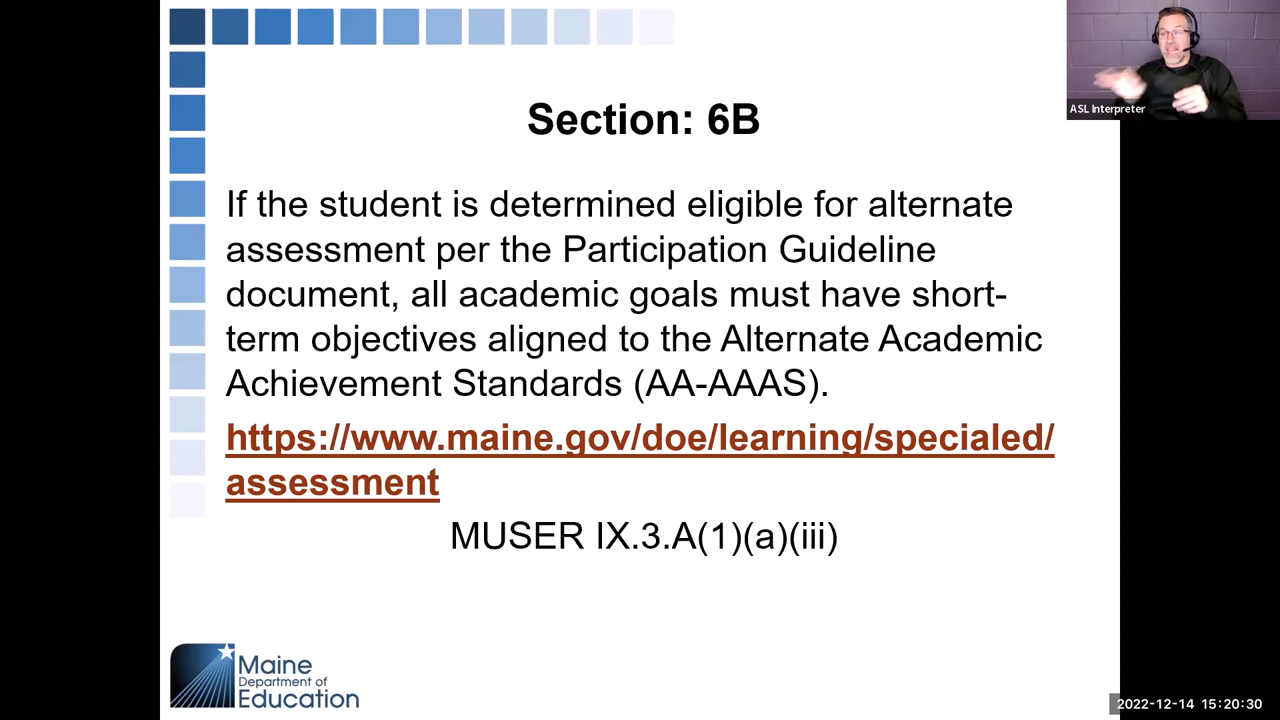 ASL Interpreter
Section: 6B
If the student is determined eligible for alternate
assessment per the Participation Guideline
document, all academic goals must have short-
term objectives aligned to the Alternate Academic
Achievement Standards (AA-AAAS).
https://www.maine.gov/doe/learning/specialed/
assessment
MUSER IX.3.A(1)(a)(iii)
Maine
Department of
Education
2022-12-14 15:20:30